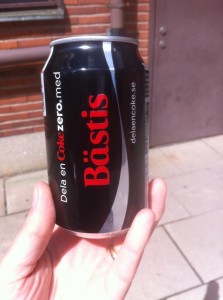 Dela en Coke zero. med
Bästis
delaencoke.se